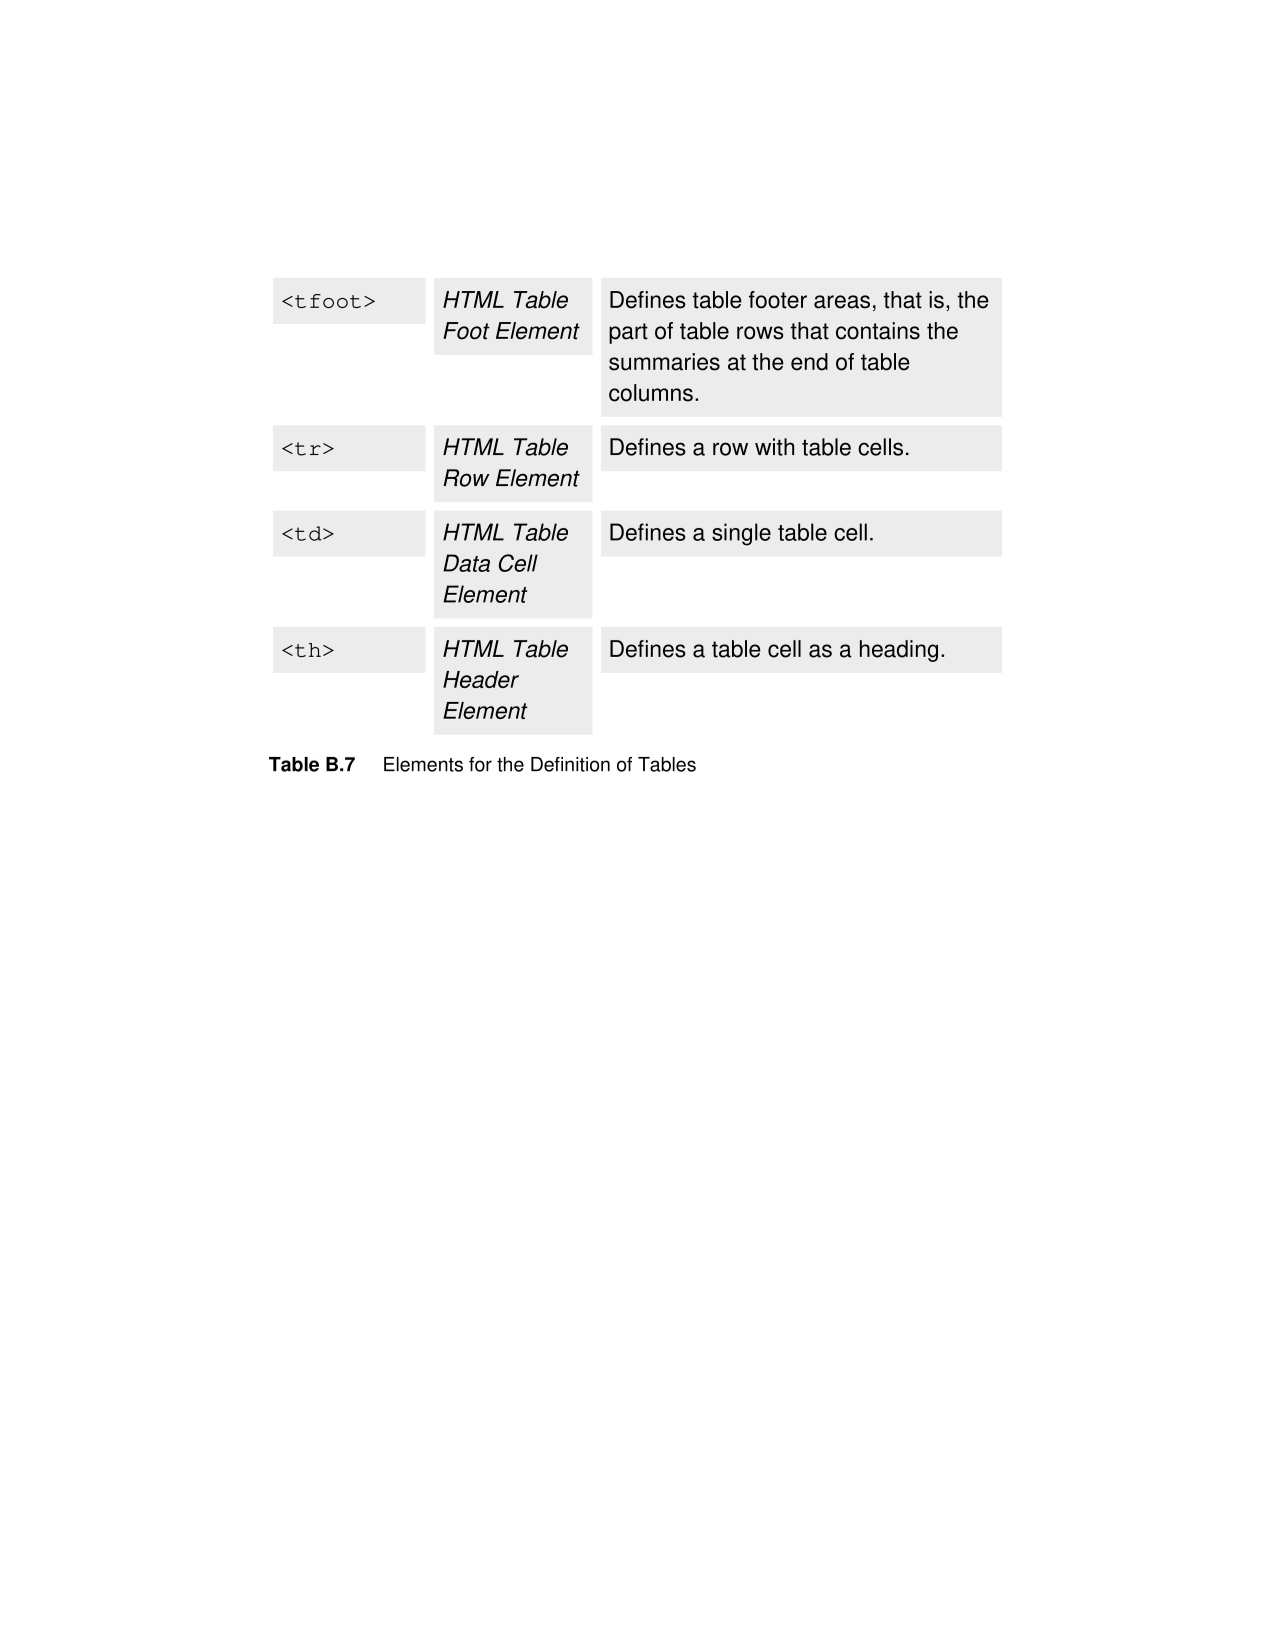 <tfoot> HTML Table Defines table footer areas, that is, the
Foot Element part of table rows that contains the
summaries at the end of table
columns.
<tr> HTML Table Defines a row with table cells.
Row Element
<td> HTML Table Defines a single table cell.
Data Cell
Element
<th> HTML Table Defines a table cell as a heading.
Header
Element
Table B.7 Elements for the Definition of Tables